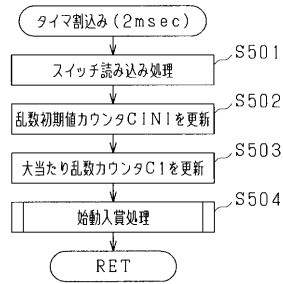 タイマ割込み(2msec)
S501
スイッチ読み込み処理
S502
乱数初期値カウンタCINIを更新
S503
大当たり乱数カウンタC1を更新
S504
始動入賞処理
RET